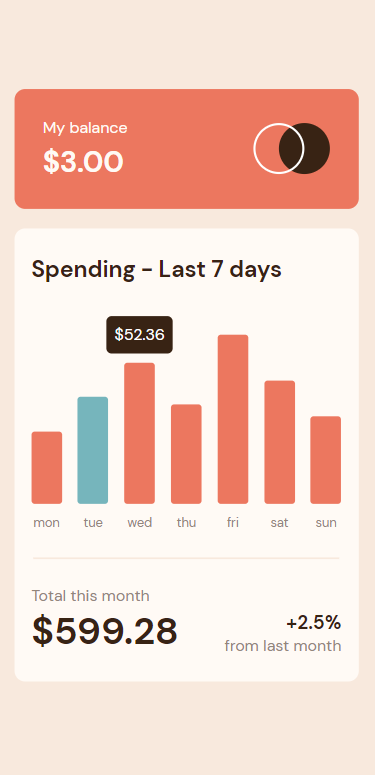 My balance
$3.00
Spending - Last 7 days
$52.36
mon tue wed thu fri sat sun
Total this month
$599.28
+2.5%
from last month